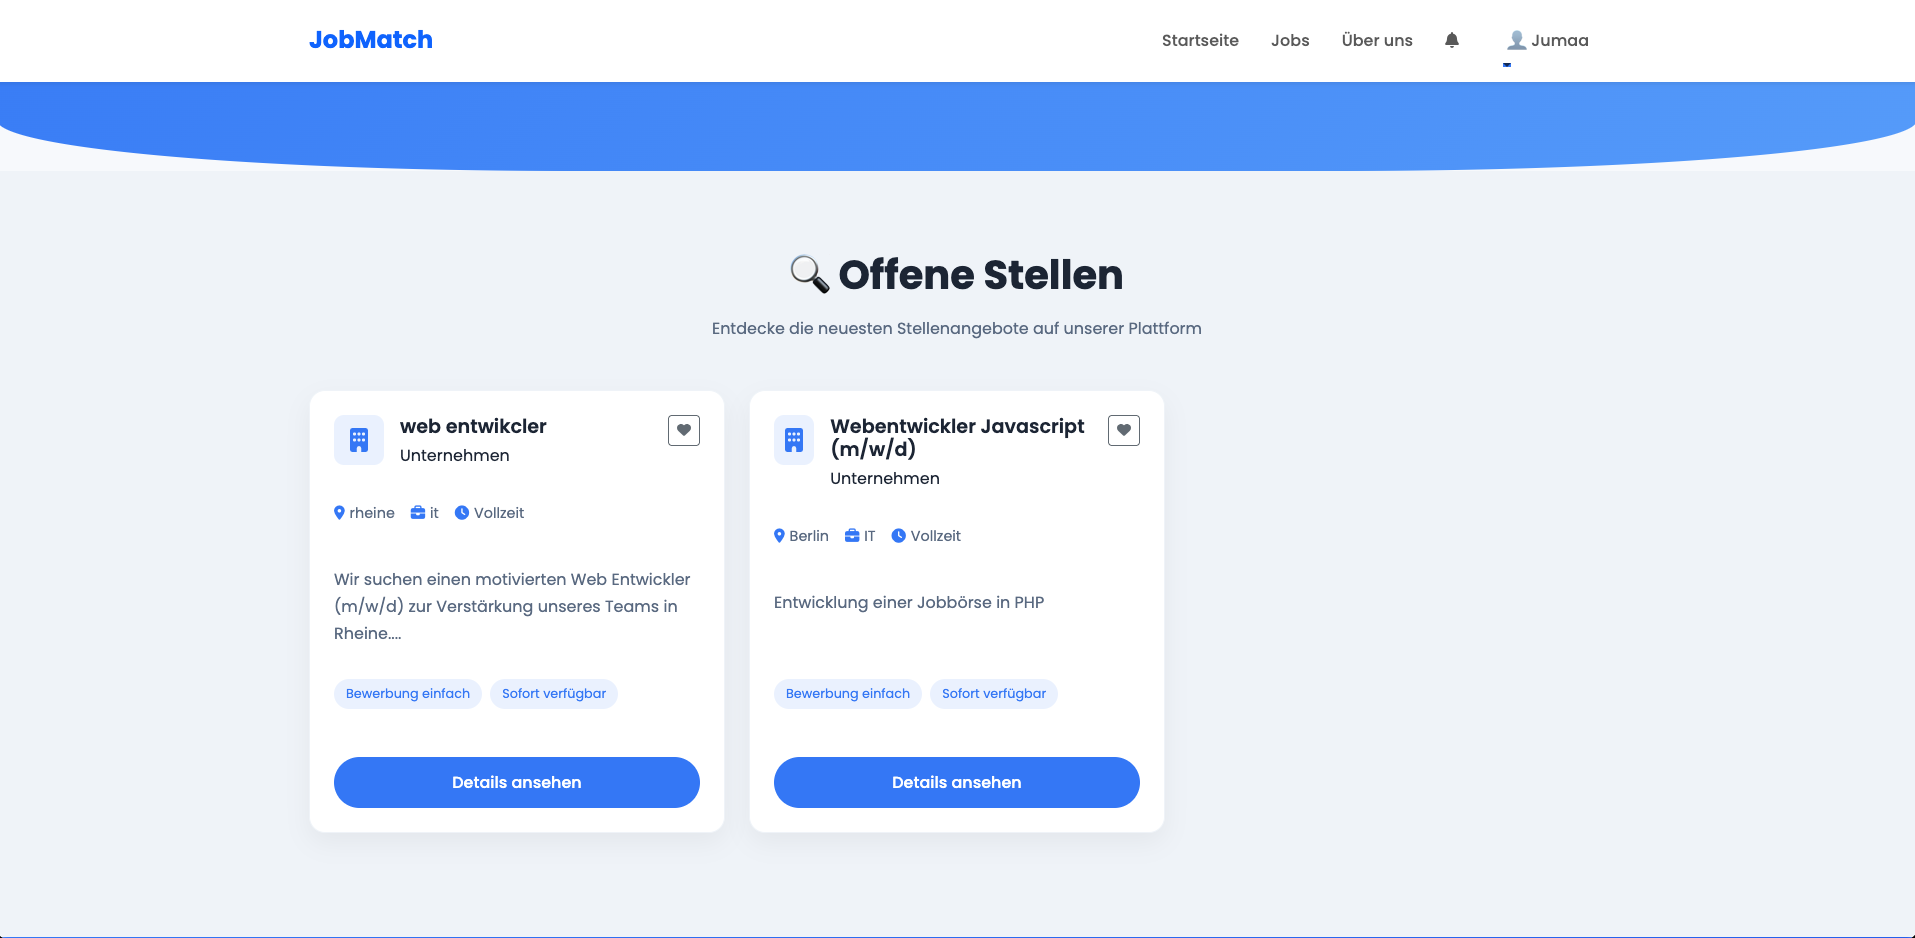 JobMatch
Startseite Jobs Über uns Jumaa
Offene Stellen
Entdecke die neuesten Stellenangebote auf unserer Plattform
web entwikcler
Unternehmen
rheine it Vollzeit
Wir suchen einen motivierten Web Entwickler
(m/w/d) zur Verstärkung unseres Teams in
Rheine....
Bewerbung einfach Sofort verfügbar
Details ansehen
Webentwickler Javascript
(m/w/d)
Unternehmen
Berlin IT Vollzeit
Entwicklung einer Jobbörse in PHP
Bewerbung einfach Sofort verfügbar
Details ansehen